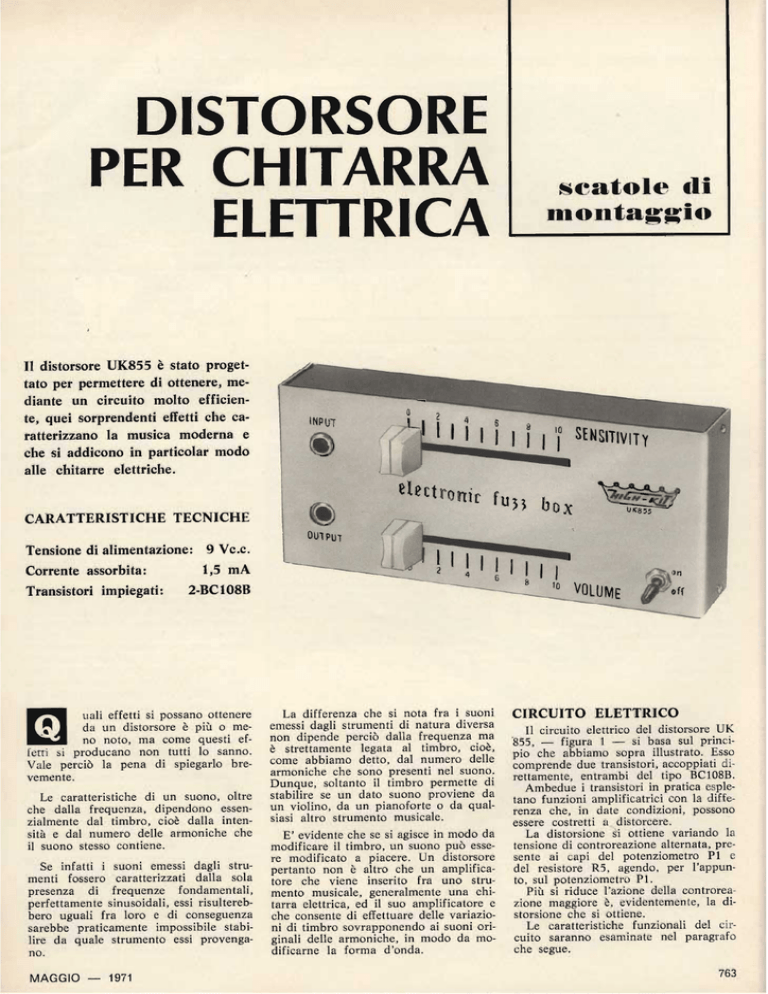 DISTORSORE
PER CHITARRA
ELETTRICA
scatole di
montaggio
Il distorsore UK855 è stato proget-
tato per permettere di ottenere, me-
diante un circuito molto efficien-
te, quei sorprendenti effetti che ca-
ratterizzano la musica moderna e
che si addicono in particolar modo
alle chitarre elettriche.
CARATTERISTICHE TECNICHE
Tensione di alimentazione: 9 Vc.c.
Corrente assorbita: 1,5 mA
Transistori impiegati: 2-BC108B
INPUT
0 2 4 6 8 10 SENSITIVITY
electronic fuzz box
HIGH-KIT
UK855
OUTPUT
0 2 4 6 8 10 VOLUME
on
off
Quali effetti si possano ottenere
da un distorsore è più o me-
no noto, ma come questi ef-
fetti si producano non tutti lo sanno.
Vale perciò la pena di spiegarlo bre-
vemente.
Le caratteristiche di un suono, oltre
che dalla frequenza, dipendono essen-
zialmente dal timbro, cioè dalla inten-
sità e dal numero delle armoniche che
il suono stesso contiene.
Se infatti i suoni emessi dagli stru-
menti fossero caratterizzati dalla sola
presenza di frequenze fondamentali,
perfettamente sinusoidali, essi risultereb-
bero uguali fra loro e di conseguenza
sarebbe praticamente impossibile stabi-
lire da quale strumento essi provenga-
no.
La differenza che si nota fra i suoni
emessi dagli strumenti di natura diversa
non dipende perciò dalla frequenza ma
è strettamente legata al timbro, cioè,
come abbiamo detto, dal numero delle
armoniche che sono presenti nel suono.
Dunque, soltanto il timbro permette di
stabilire se un dato suono proviene da
un violino, da un pianoforte o da qual-
siasi altro strumento musicale.
E' evidente che se si agisce in modo da
modificare il timbro, un suono può esse-
re modificato a piacere. Un distorsore
pertanto non è altro che un amplifica-
tore che viene inserito fra uno stru-
mento musicale, generalmente una chi-
tarra elettrica, ed il suo amplificatore e
che consente di effettuare delle variazio-
ni di timbro sovrapponendo ai suoni ori-
ginali delle armoniche, in modo da mo-
dificarne la forma d'onda.
CIRCUITO ELETTRICO
Il circuito elettrico del distorsore UK
855, — figura 1 — si basa sul princi-
pio che abbiamo sopra illustrato. Esso
comprende due transistori, accoppiati di-
rettamente, entrambi del tipo BC108B.
Ambedue i transistori in pratica esple-
tano funzioni amplificatrici con la diffe-
renza che, in date condizioni, possono
essere costretti a distorcere.
La distorsione si ottiene variando la
tensione di controreazione alternata, pre-
sente ai capi del potenziometro P1 e
del resistore R5, agendo, per l'appun-
to, sul potenziometro P1.
Più si riduce l'azione della controrea-
zione maggiore è, evidentemente, la di-
storsione che si ottiene.
Le caratteristiche funzionali del cir-
cuito saranno esaminate nel paragrafo
che segue.
MAGGIO — 1971
763